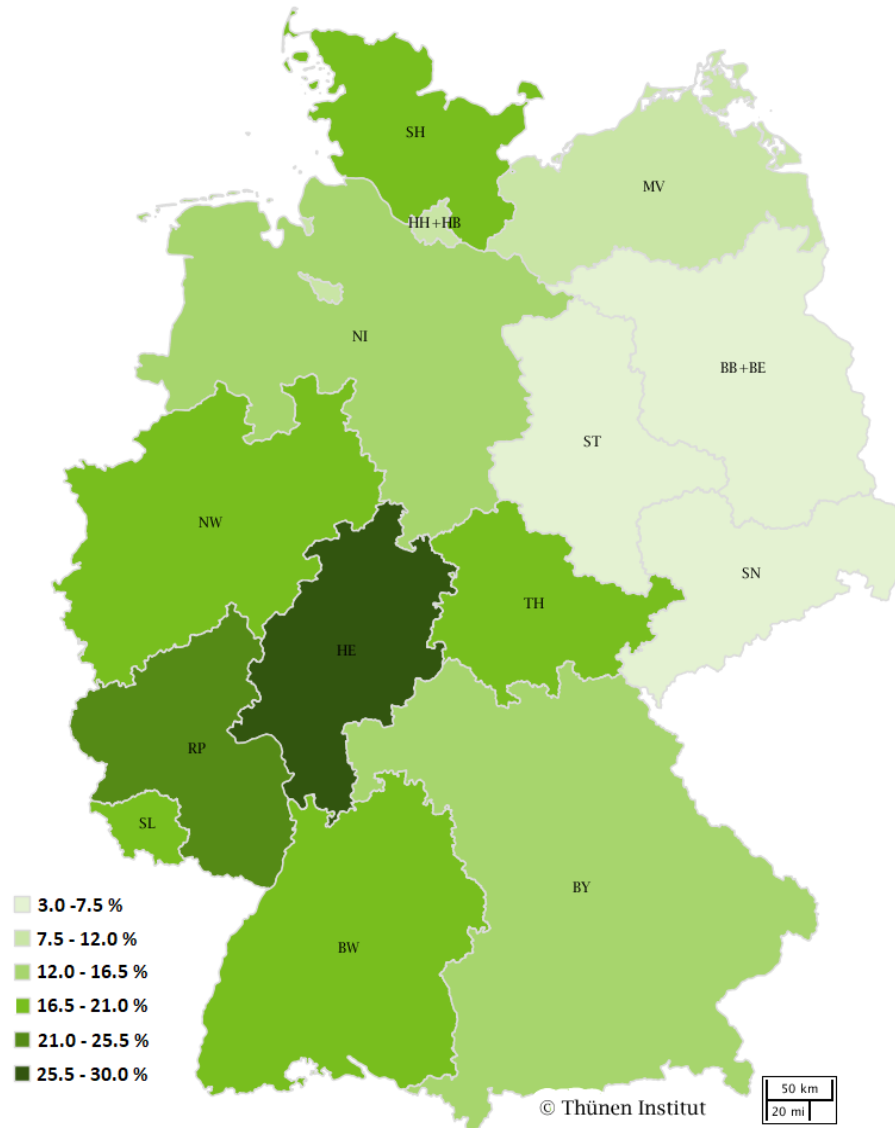 SH
MV
HH+HB
NI
BB+BE
ST
NW
SN
TH
HE
RP
SL
BY
BW
3.0 -7.5 %
7.5 - 12.0 %
12.0 - 16.5 %
16.5 - 21.0 %
21.0 - 25.5 %
25.5 - 30.0 %
© Thünen Institut
50 km
20 mi